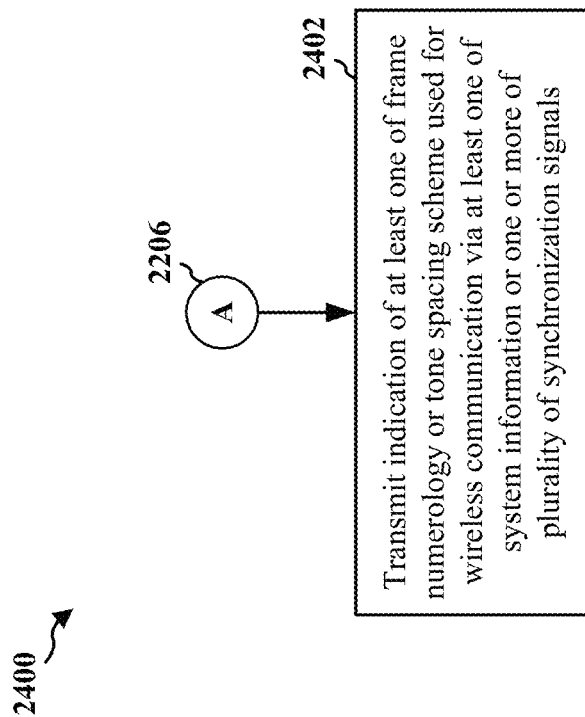 2400
2206
A
2402
Transmit indication of at least one of frame
numerology or tone spacing scheme used for
wireless communication via at least one of
system information or one or more of
plurality of synchronization signals